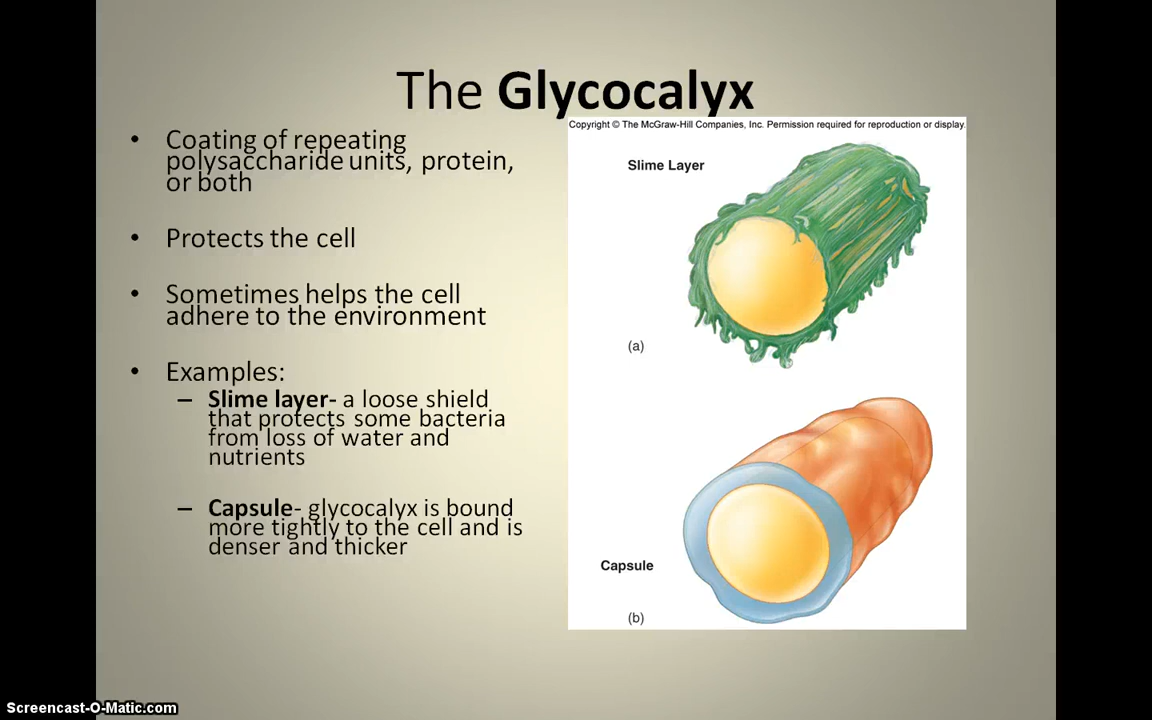 The Glycocalyx
• Coating of repeating
polysaccharide units, protein,
or both
• Protects the cell
• Sometimes helps the cell
adhere to the environment
• Examples:
– Slime layer- a loose shield
that protects some bacteria
from loss of water and
nutrients
– Capsule- glycocalyx is bound
more tightly to the cell and is
denser and thicker
Copyright © The McGraw-Hill Companies, Inc. Permission required for reproduction or display.
Slime Layer
(a)
Capsule
(b)
Screencast-O-Matic.com